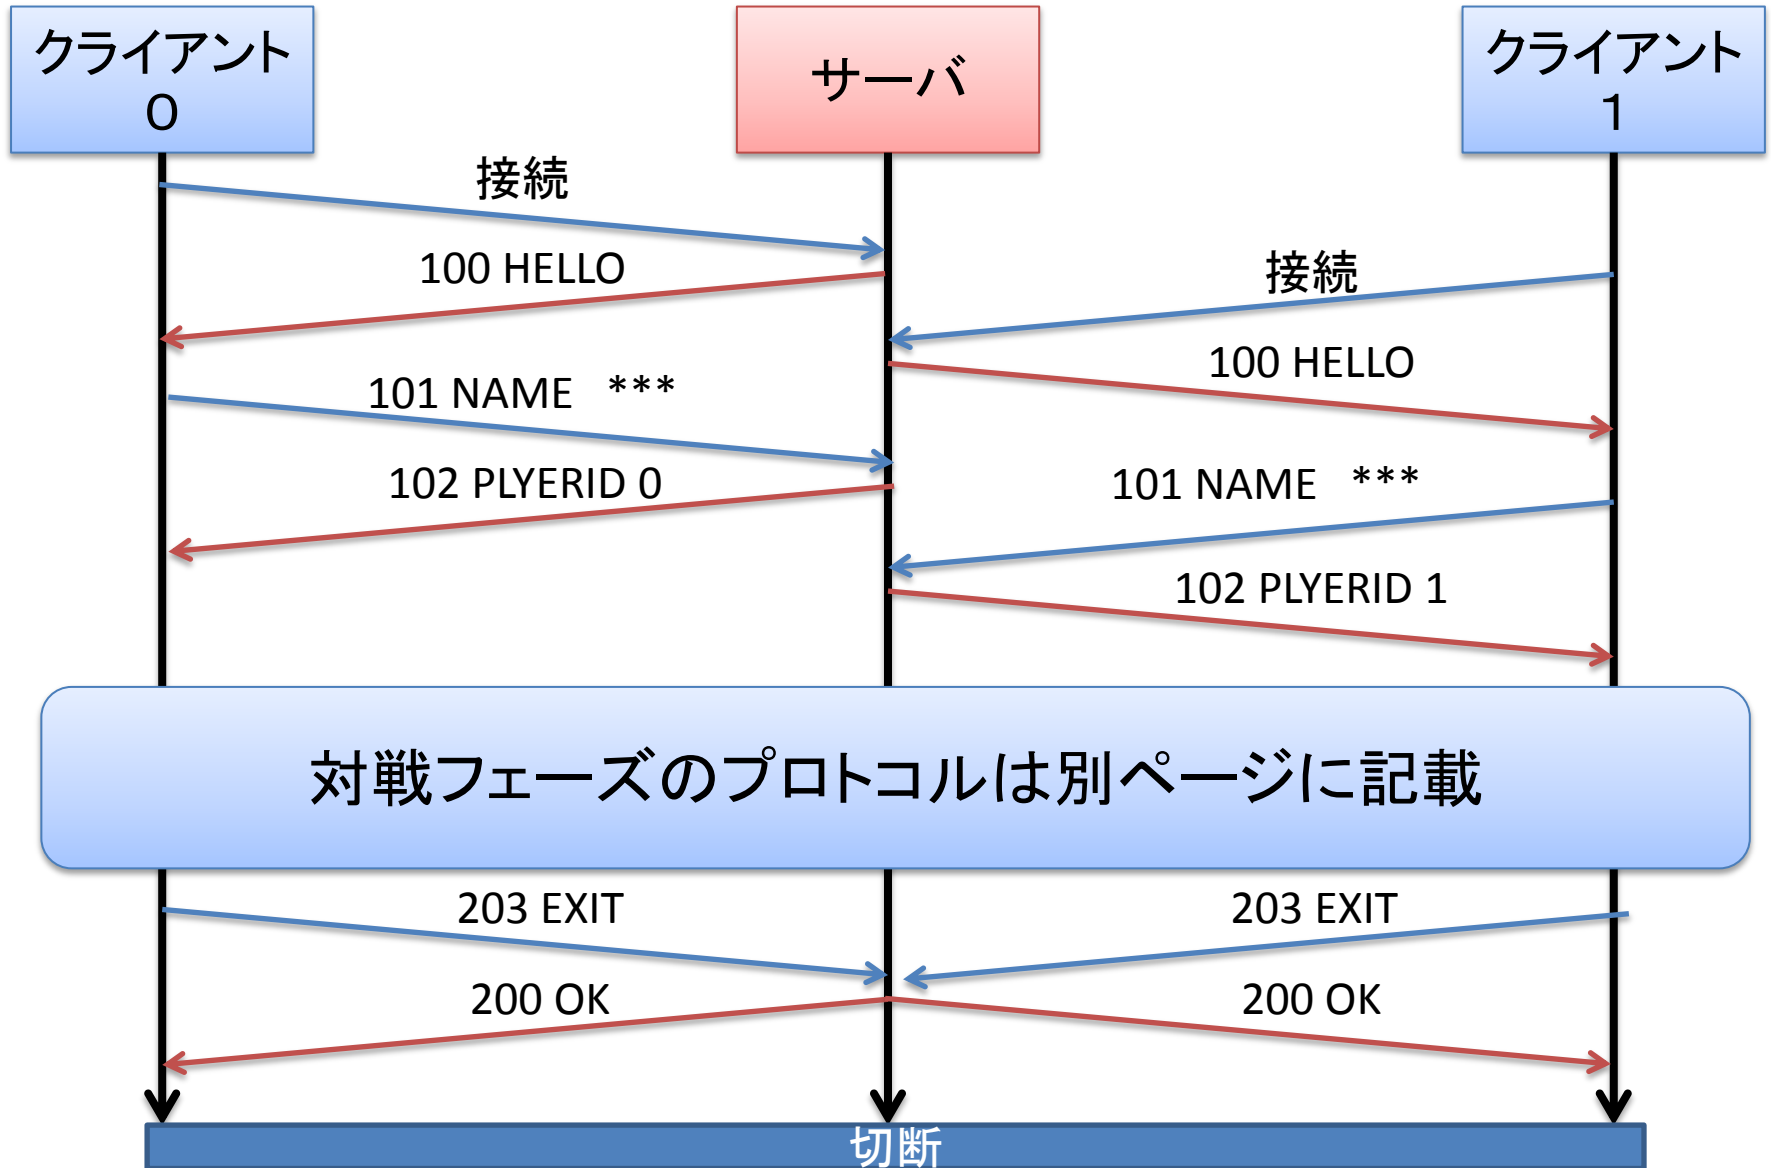 クライアント
０
サーバ
クライアント
１
接続
100 HELLO
接続
100 HELLO
101 NAME ***
102 PLYERID 0
101 NAME ***
102 PLYERID 1
対戦フェーズのプロトコルは別ページに記載
203 EXIT
203 EXIT
200 OK
200 OK
切断